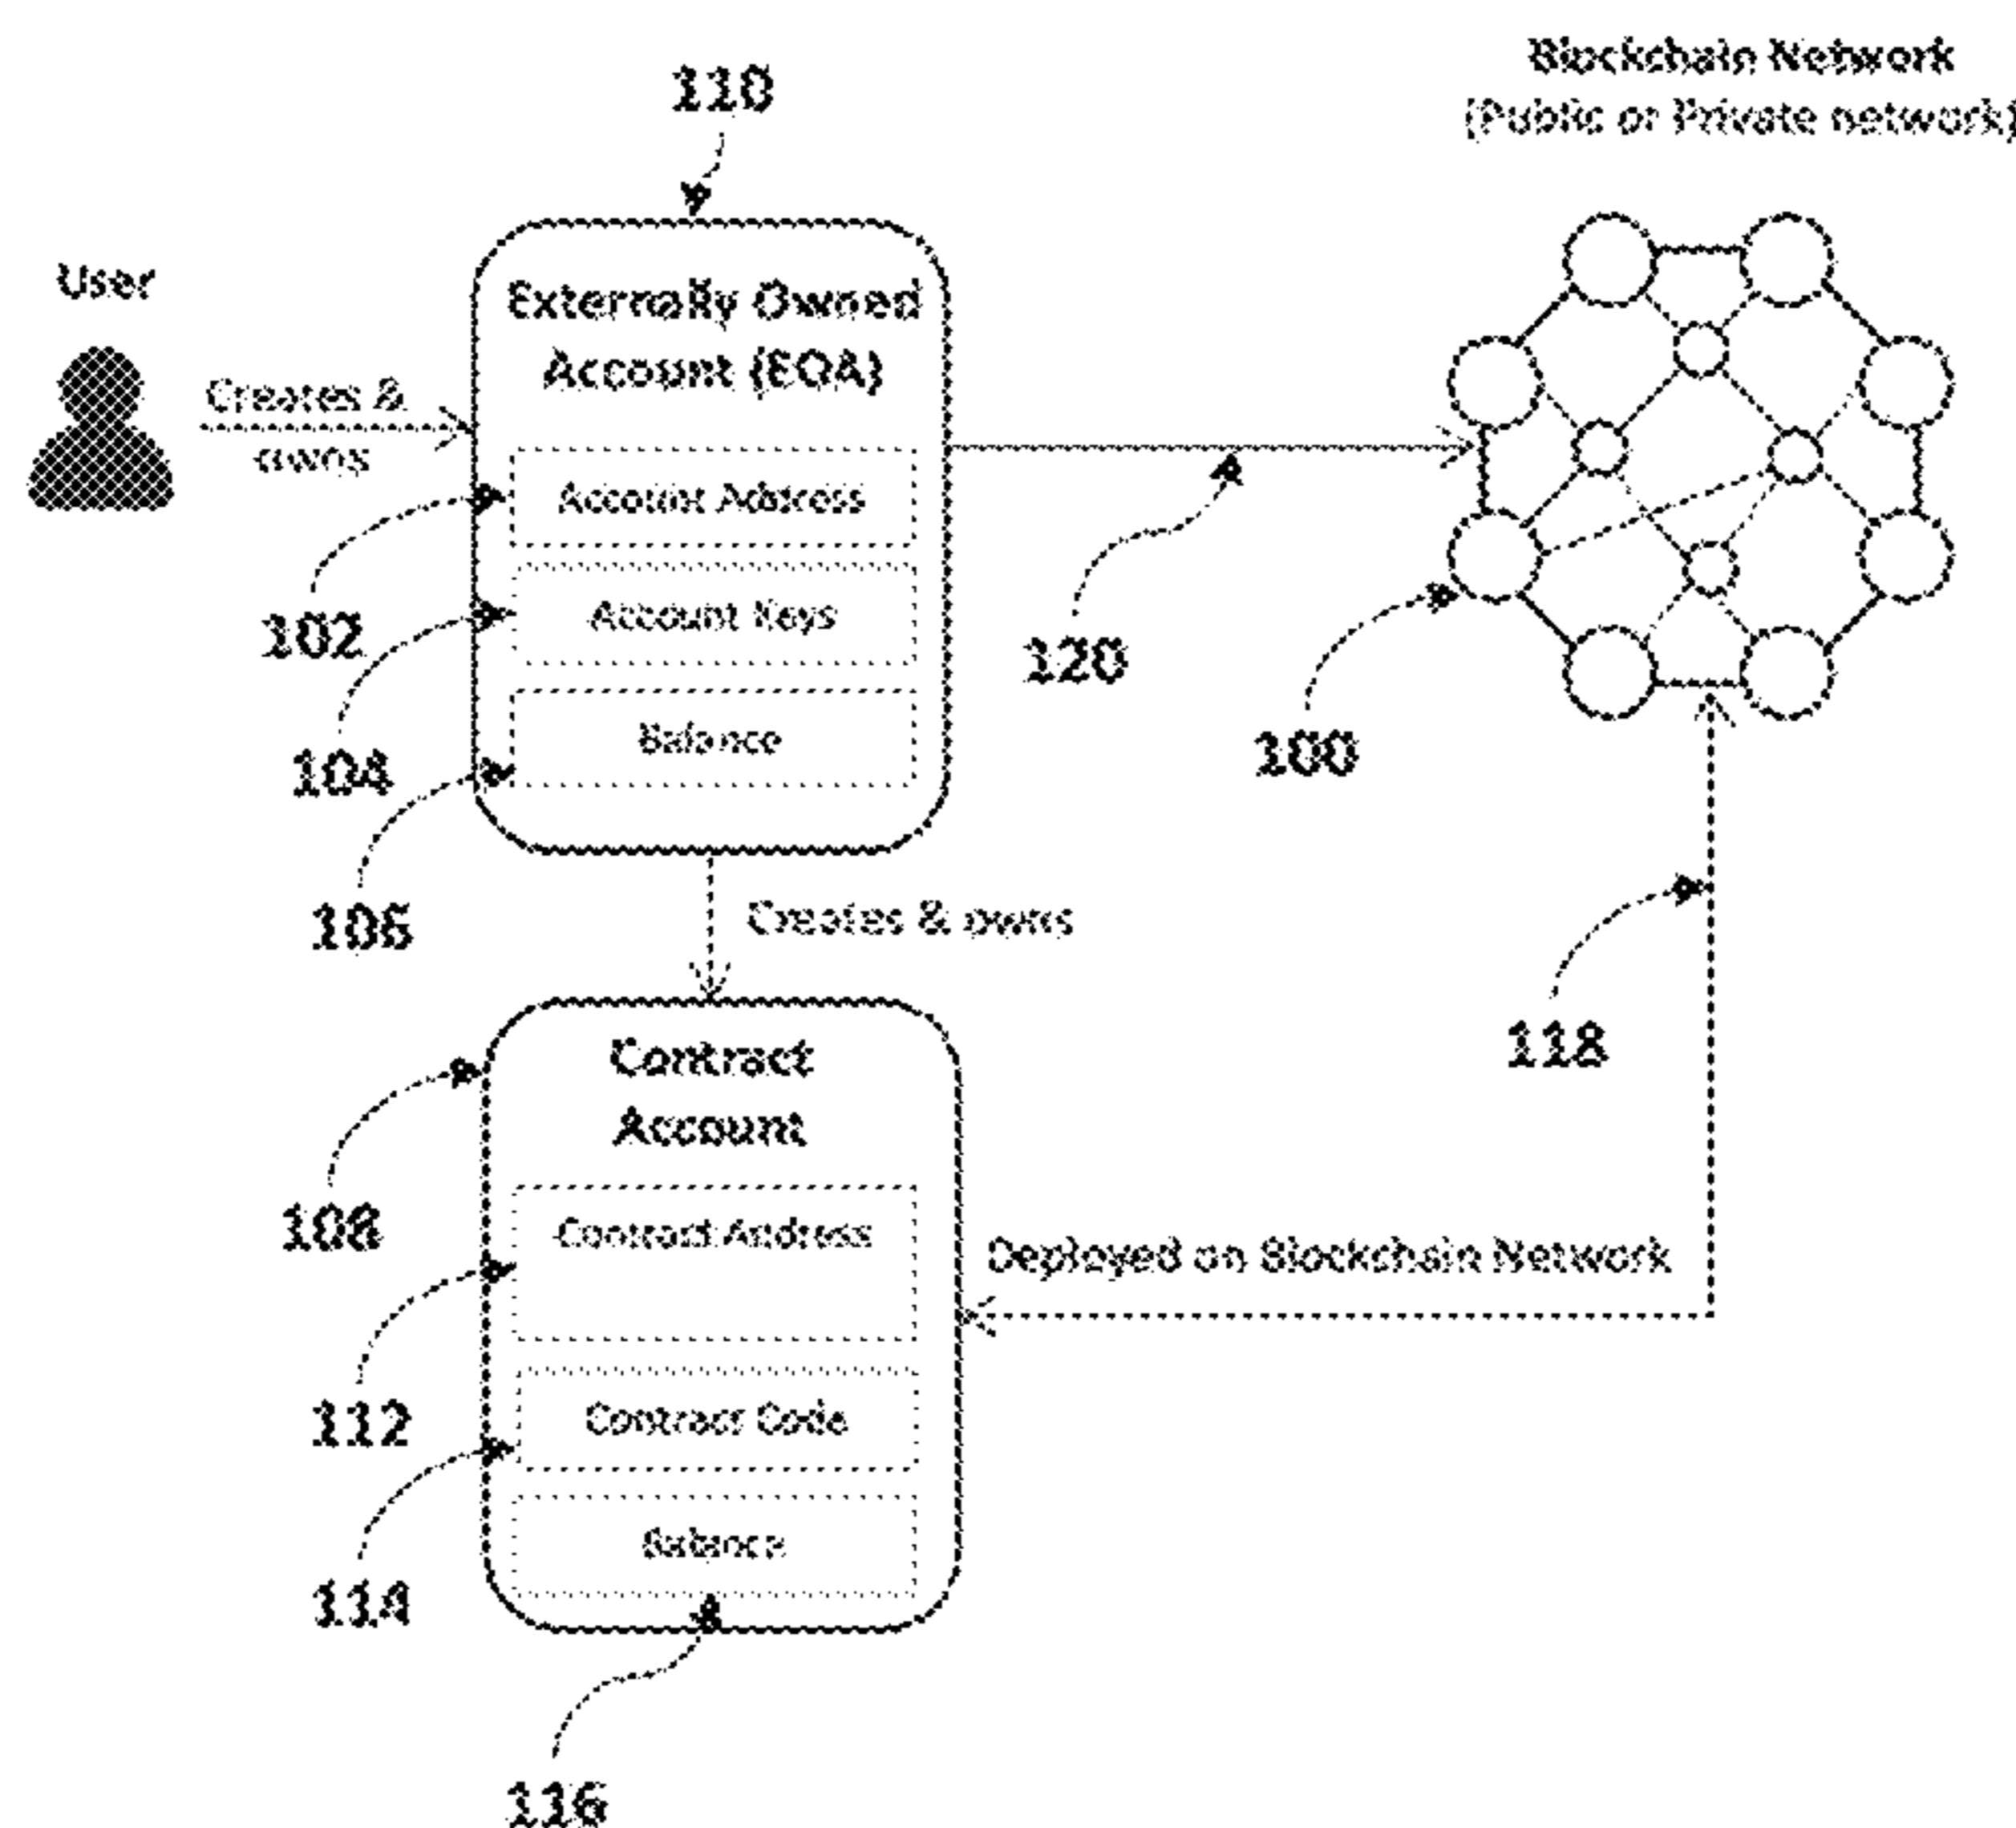 Blockchain Network
(Public or Private network)
110
User
Externally Owned
Account (EOA)
Creates &
owns
Account Address
102
Account Keys
104
Balance
106
120
100
Creates & owns
118
Contract
Account
108
Contract Address
Deployed on Blockchain Network
112
Contract Code
114
Balance
116